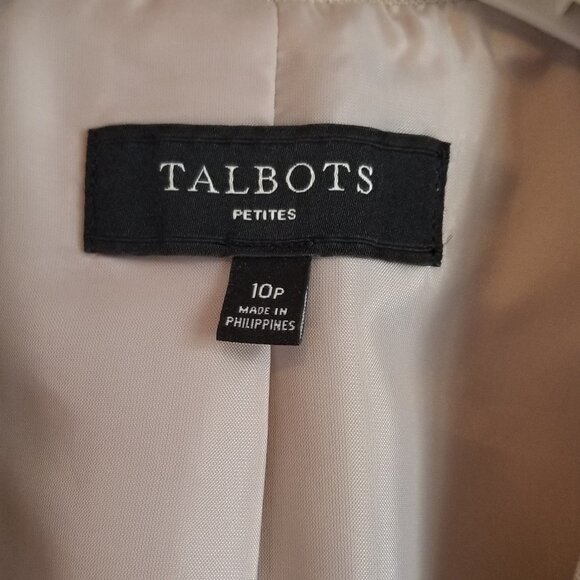 TALBOTS
PETITES
10P
MADE IN
PHILIPPINES